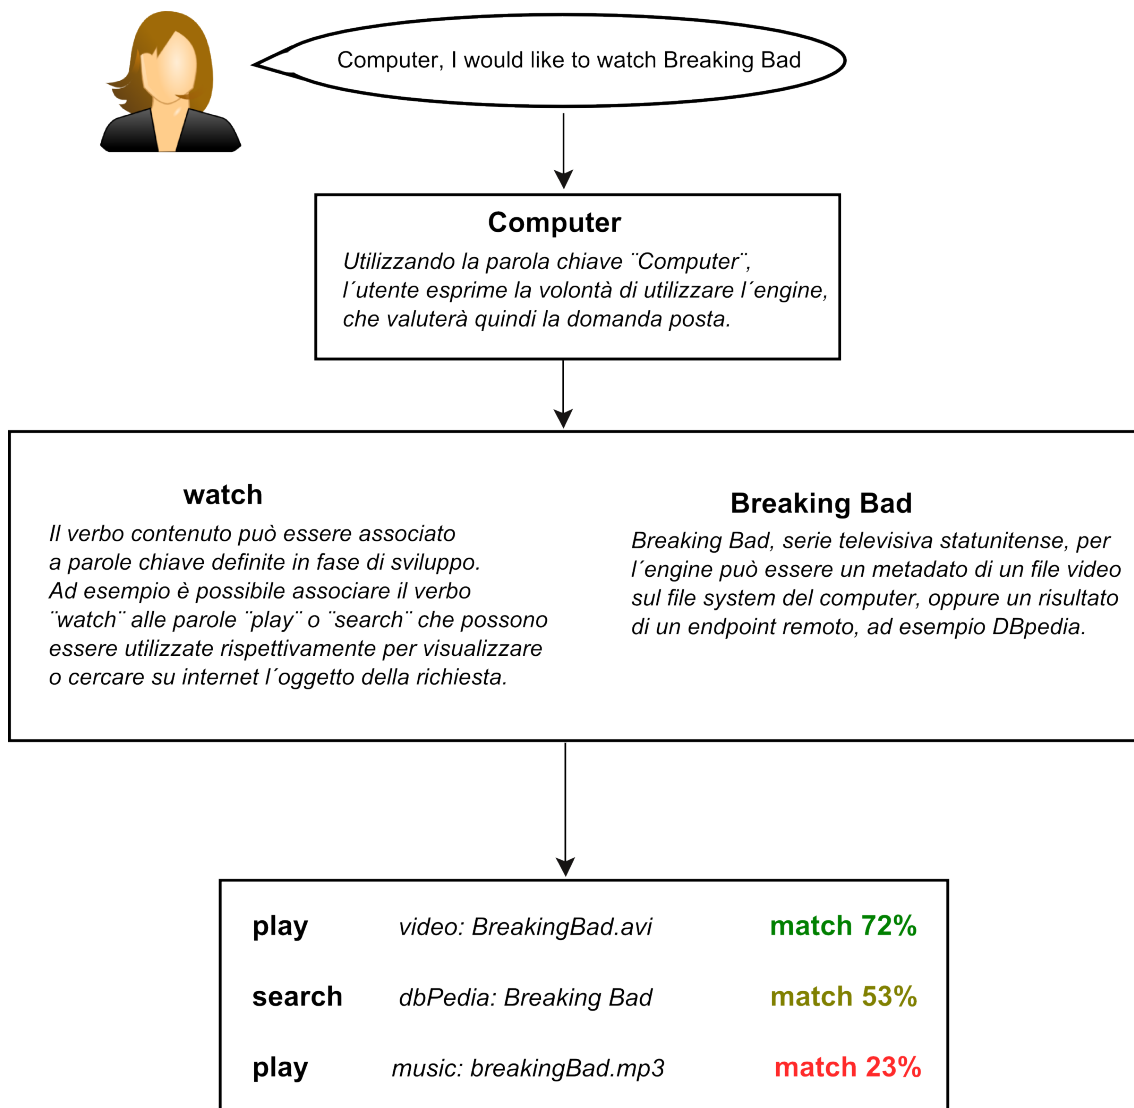 Computer, I would like to watch Breaking Bad
Computer
Utilizzando la parola chiave ¨Computer¨,
l´utente esprime la volontà di utilizzare l´engine,
che valuterà quindi la domanda posta.
watch
Il verbo contenuto può essere associato
a parole chiave definite in fase di sviluppo.
Ad esempio è possibile associare il verbo
¨watch¨ alle parole ¨play¨ o ¨search¨ che possono
essere utilizzate rispettivamente per visualizzare
o cercare su internet l´oggetto della richiesta.
Breaking Bad
Breaking Bad, serie televisiva statunitense, per
l´engine può essere un metadato di un file video
sul file system del computer, oppure un risultato
di un endpoint remoto, ad esempio DBpedia.
play video: BreakingBad.avi match 72%
search dbPedia: Breaking Bad match 53%
play music: breakingBad.mp3 match 23%